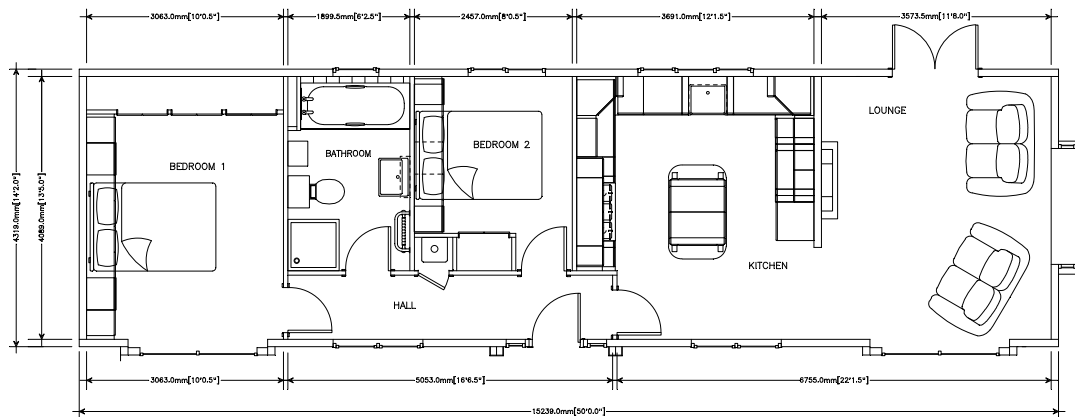 3063.0mm[10'0.5"]
1899.5mm[6'2.5"]
2457.0mm[8'0.5"]
3691.0mm[12'1.5"]
3573.5mm[11'8.0"]
LOUNGE
BEDROOM 1
BATHROOM
BEDROOM 2
4319.0mm[14'2.0"]
4089.0mm[13'5.0"]
KITCHEN
HALL
3063.0mm[10'0.5"]
5053.0mm[16'6.5"]
6755.0mm[22'1.5"]
15239.0mm[50'0.0"]